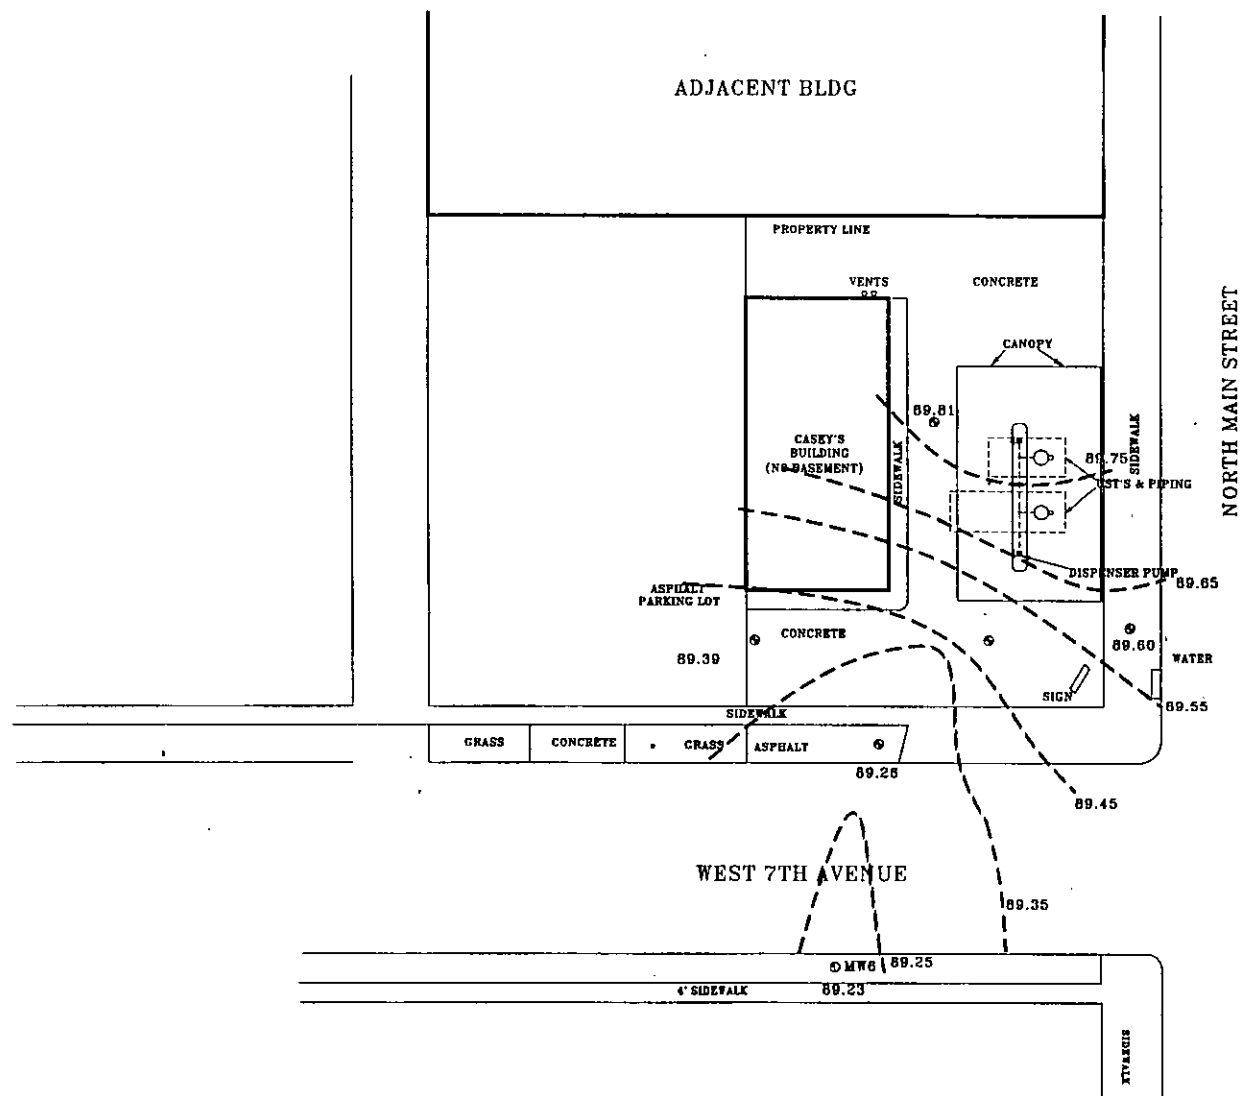 ADJACENT BLDG
PROPERTY LINE
VENTS
CONCRETE
CANOPY
NORTH MAIN STREET
89.81
CASEY'S
BUILDING
(NO BASEMENT)
SIDEWALK
89.75
SIDEWALK
UST'S & PIPING
DISPENSER PUMP
89.65
ASPHALT
PARKING LOT
CONCRETE
89.60
89.39
WATER
SIGN
89.55
SIDEWALK
GRASS
CONCRETE
GRASS
ASPHALT
89.26
89.45
WEST 7TH AVENUE
89.35
MW6
89.25
4' SIDEWALK
89.23
SIDEWALK